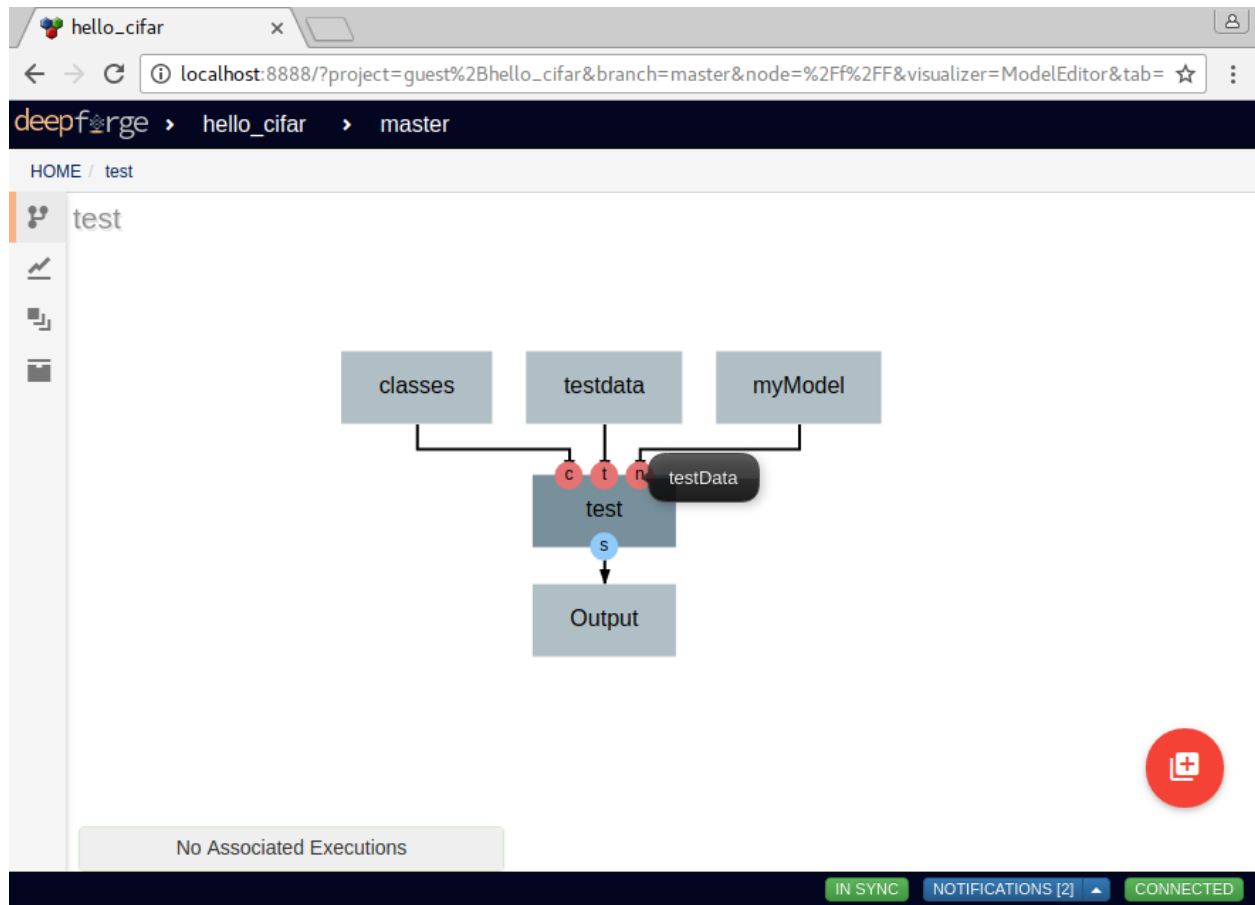 hello_cifar
localhost:8888/?project=guest%2Bhello_cifar&branch=master&node=%2Ff%2FF&visualizer=ModelEditor&tab=
deepforge › hello_cifar › master
HOME / test
test
classes testdata myModel
c t n testData
test
s
Output
No Associated Executions
IN SYNC NOTIFICATIONS [2] CONNECTED